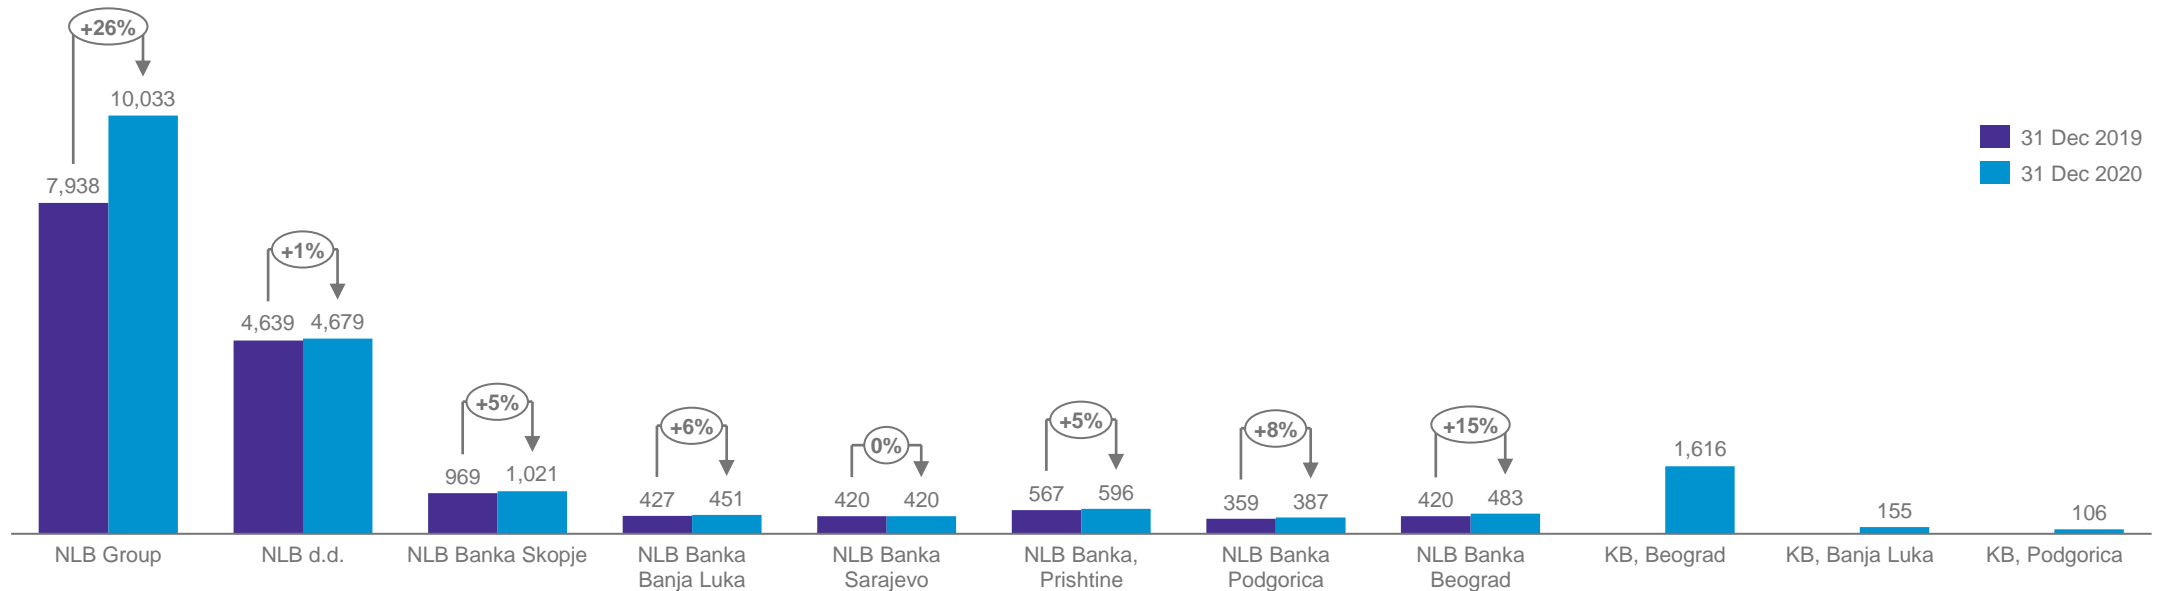 +26%
10,033
7,938
31 Dec 2019
31 Dec 2020
+1%
4,639 4,679
+5%
969 1,021
+6%
427 451
0%
420 420
+5%
567 596
+8%
359 387
+15%
420 483
1,616
155
106
NLB Group
NLB d.d.
NLB Banka Skopje
NLB Banka
Banja Luka
NLB Banka
Sarajevo
NLB Banka,
Prishtine
NLB Banka
Podgorica
NLB Banka
Beograd
KB, Beograd
KB, Banja Luka
KB, Podgorica